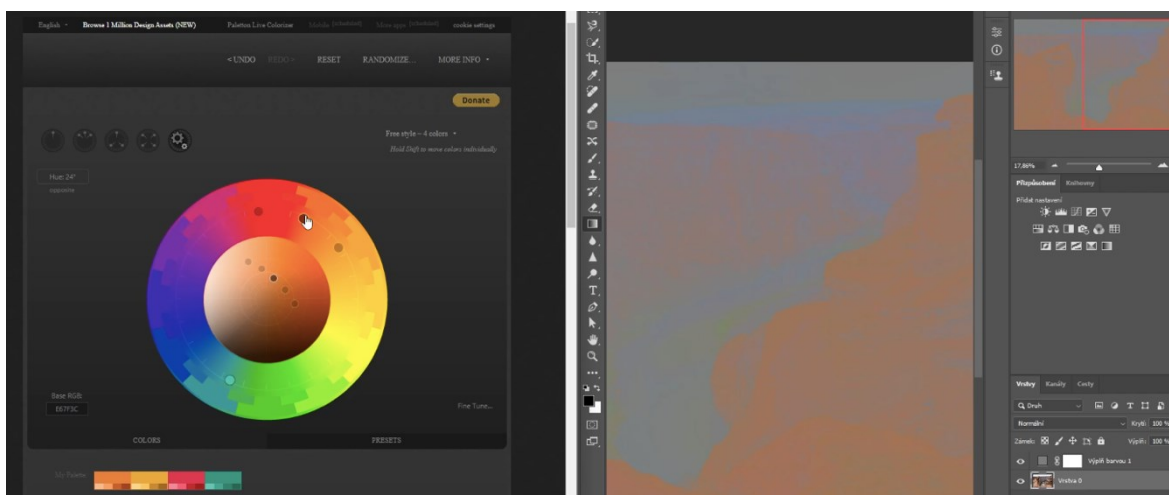 English
Browse 1 Million Design Assets (NEW)
Paletton Live Colorizer
cookie settings
< UNDO
REDO >
RESET
RANDOMIZE...
MORE INFO
Donate
Free style – 4 colors
Hold Shift to move colors individually
Hue: 24°
opposite
Base RGB:
E87F3C
Fine Tune...
COLORS
PRESETS
My Palette:
T
17,86%
Přizpůsobení Knihovny
Přidat nastavení
Vrstvy Kanály Cesty
Druh
T
Normální
Krytí: 100 %
Zámek:
Výplň: 100 %
Výplň barvou 1
Vrstva 0